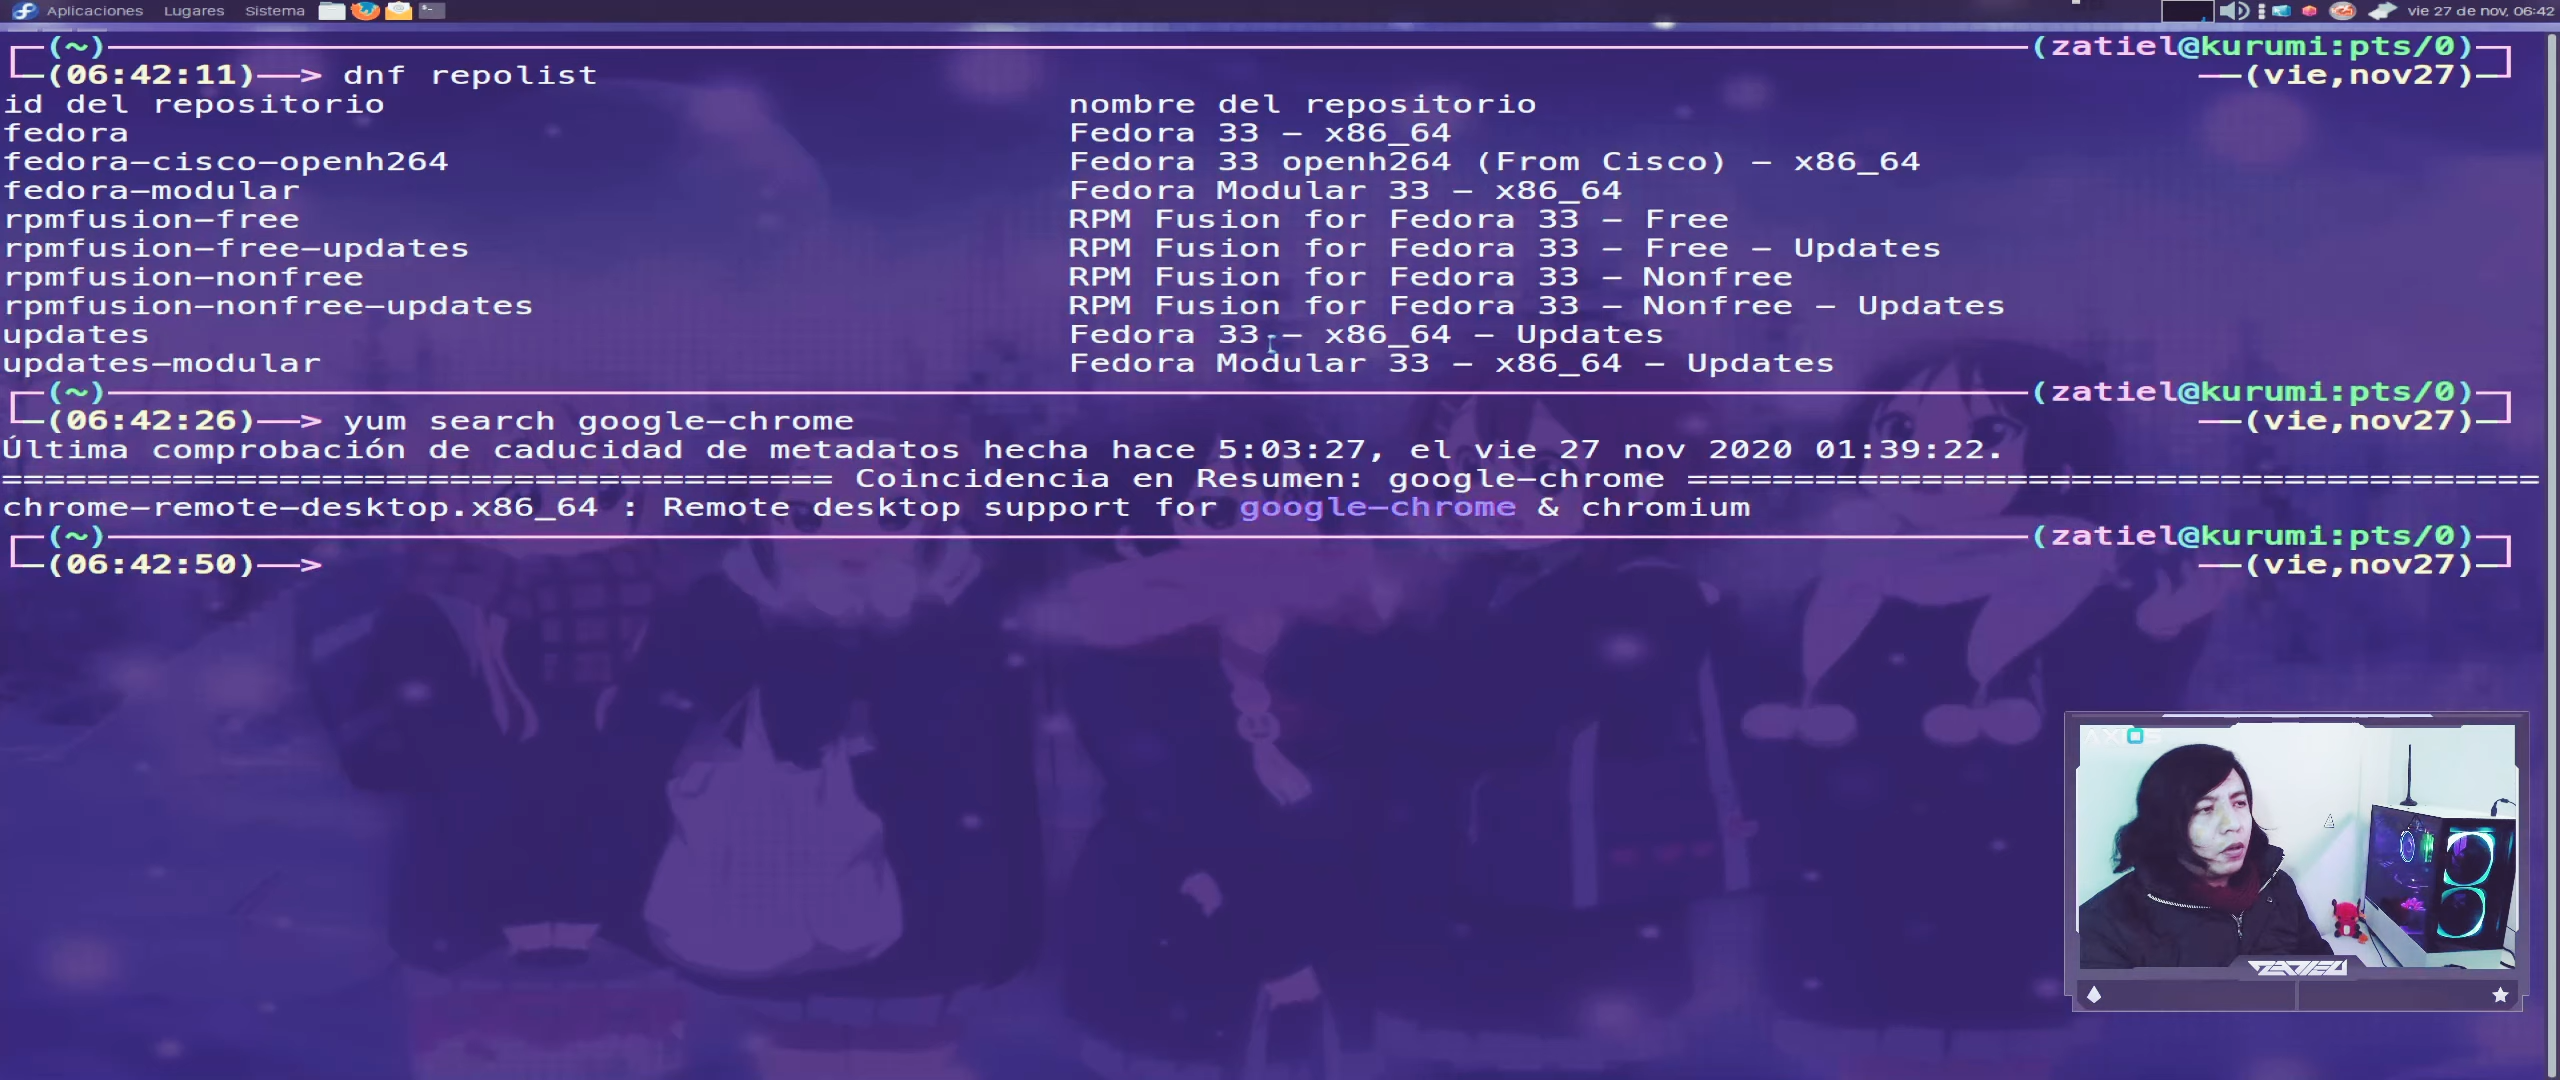 Aplicaciones Lugares Sistema vie 27 de nov, 06:42
(~) (zatiel@kurumi:pts/0)
(06:42:11)—> dnf repolist (vie,nov27)
id del repositorio nombre del repositorio
fedora Fedora 33 - x86_64
fedora-cisco-openh264 Fedora 33 openh264 (From Cisco) - x86_64
fedora-modular Fedora Modular 33 - x86_64
rpmfusion-free RPM Fusion for Fedora 33 - Free
rpmfusion-free-updates RPM Fusion for Fedora 33 - Free - Updates
rpmfusion-nonfree RPM Fusion for Fedora 33 - Nonfree
rpmfusion-nonfree-updates RPM Fusion for Fedora 33 - Nonfree - Updates
updates Fedora 33 - x86_64 - Updates
updates-modular Fedora Modular 33 - x86_64 - Updates
(~) (zatiel@kurumi:pts/0)
(06:42:26)—> yum search google-chrome (vie,nov27)
Última comprobación de caducidad de metadatos hecha hace 5:03:27, el vie 27 nov 2020 01:39:22.
======================================= Coincidencia en Resumen: google-chrome ========================================
chrome-remote-desktop.x86_64 : Remote desktop support for google-chrome & chromium
(~) (zatiel@kurumi:pts/0)
(06:42:50)—> (vie,nov27)
AXIOS
ZATIEL